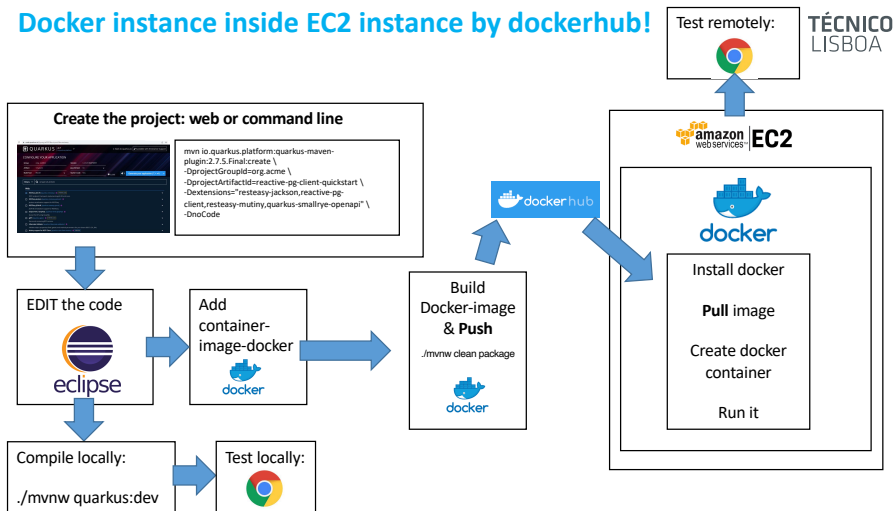 Docker instance inside EC2 instance by dockerhub!
Test remotely:
TÉCNICO
LISBOA
Create the project: web or command line
QUARKUS
mvn io.quarkus.platform:quarkus-maven-
plugin:2.7.5.Final:create \
-DprojectGroupId=org.acme \
-DprojectArtifactId=reactive-pg-client-quickstart \
-Dextensions="resteasy-jackson,reactive-pg-
client,resteasy-mutiny,quarkus-smallrye-openapi" \
-DnoCode
amazon
web services
EC2
docker hub
docker
Install docker
Pull image
Create docker
container
Run it
EDIT the code
eclipse
Add
container-
image-docker
docker
Build
Docker-image
& Push
./mvnw clean package
docker
Compile locally:
./mvnw quarkus:dev
Test locally: